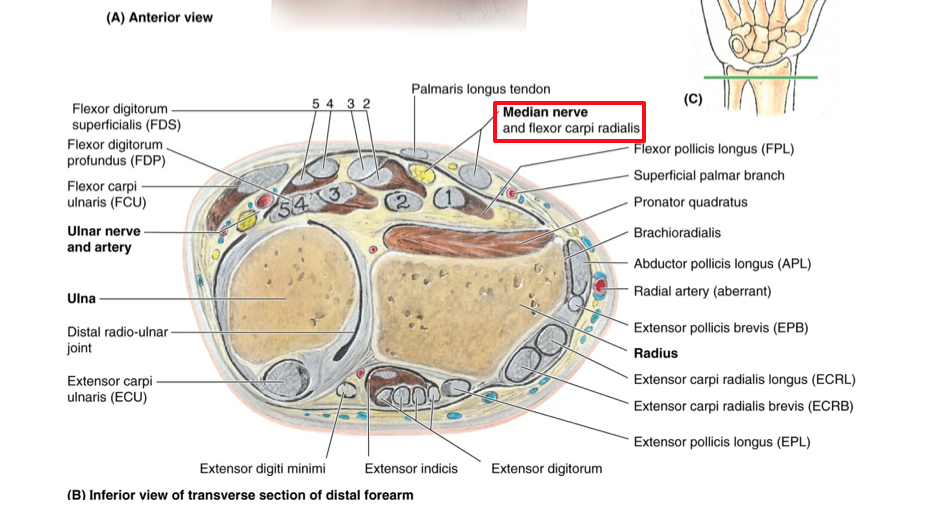 (A) Anterior view
(C)
Palmaris longus tendon
5 4 3 2
Flexor digitorum
superficialis (FDS)
Median nerve
and flexor carpi radialis
Flexor digitorum
profundus (FDP)
Flexor pollicis longus (FPL)
Superficial palmar branch
Flexor carpi
ulnaris (FCU)
5 4 3 2 1
Pronator quadratus
Ulnar nerve
and artery
Brachioradialis
Abductor pollicis longus (APL)
Radial artery (aberrant)
Ulna
Distal radio-ulnar
joint
Extensor pollicis brevis (EPB)
Radius
Extensor carpi
ulnaris (ECU)
Extensor carpi radialis longus (ECRL)
Extensor carpi radialis brevis (ECRB)
Extensor pollicis longus (EPL)
Extensor digiti minimi
Extensor indicis
Extensor digitorum
(B) Inferior view of transverse section of distal forearm